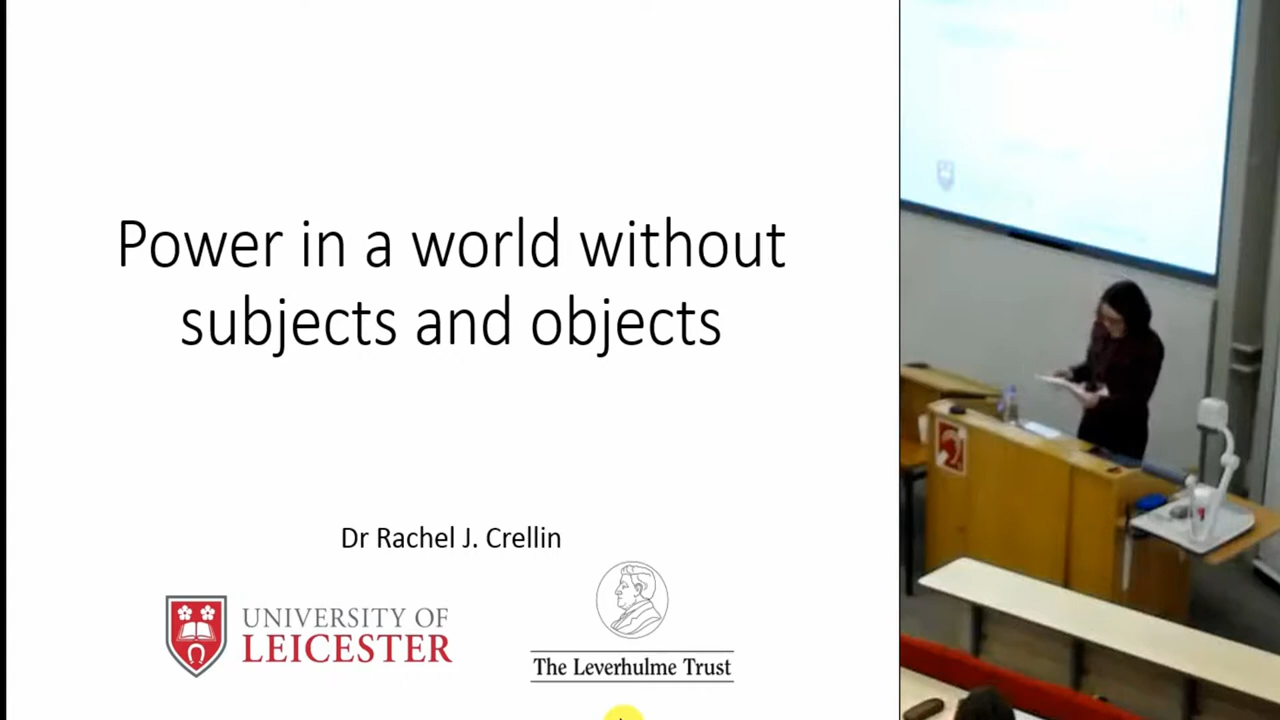 Power in a world without
subjects and objects
Dr Rachel J. Crellin
UNIVERSITY OF
LEICESTER
The Leverhulme Trust